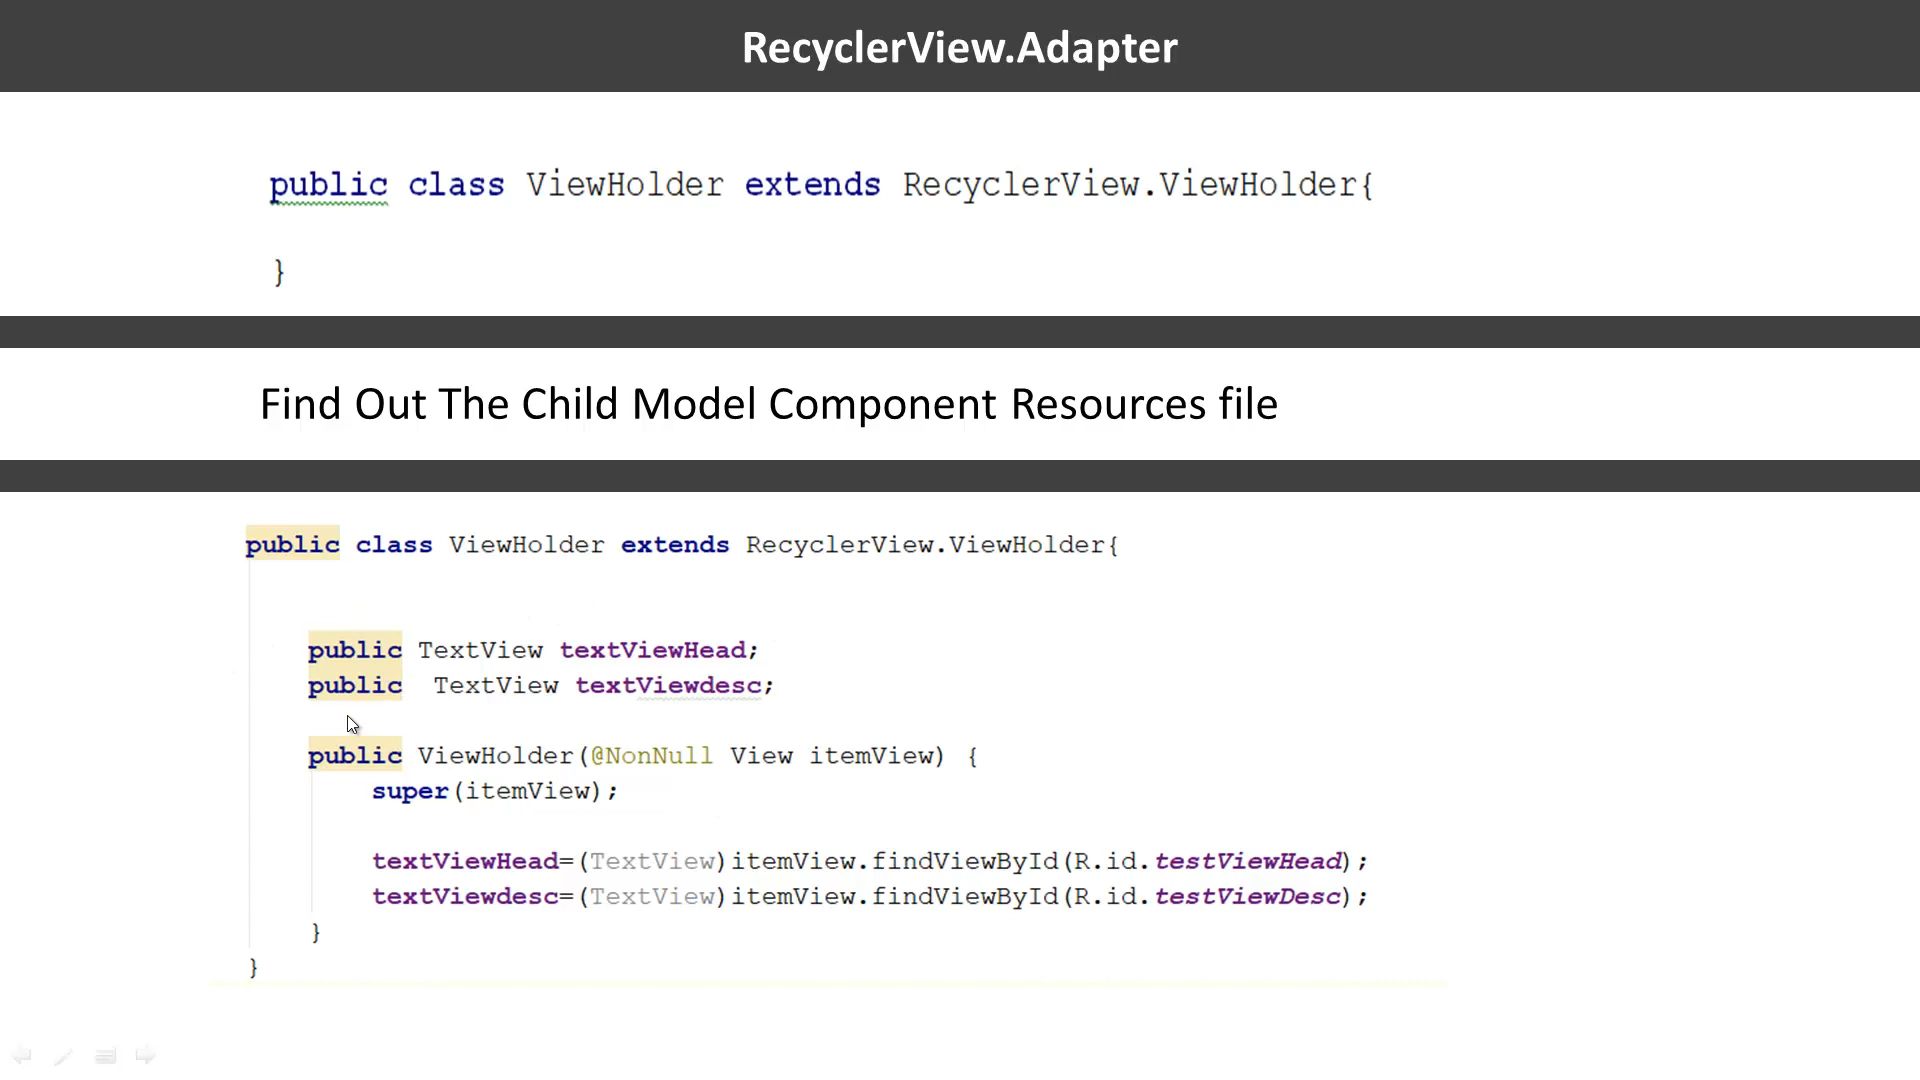 RecyclerView.Adapter
public class ViewHolder extends RecyclerView.ViewHolder{
}
Find Out The Child Model Component Resources file
public class ViewHolder extends RecyclerView.ViewHolder{
public TextView textViewHead;
public  TextView textViewdesc;
public ViewHolder(@NonNull View itemView) {
super(itemView);
textViewHead=(TextView)itemView.findViewById(R.id.testViewHead);
textViewdesc=(TextView)itemView.findViewById(R.id.testViewDesc);
}
}